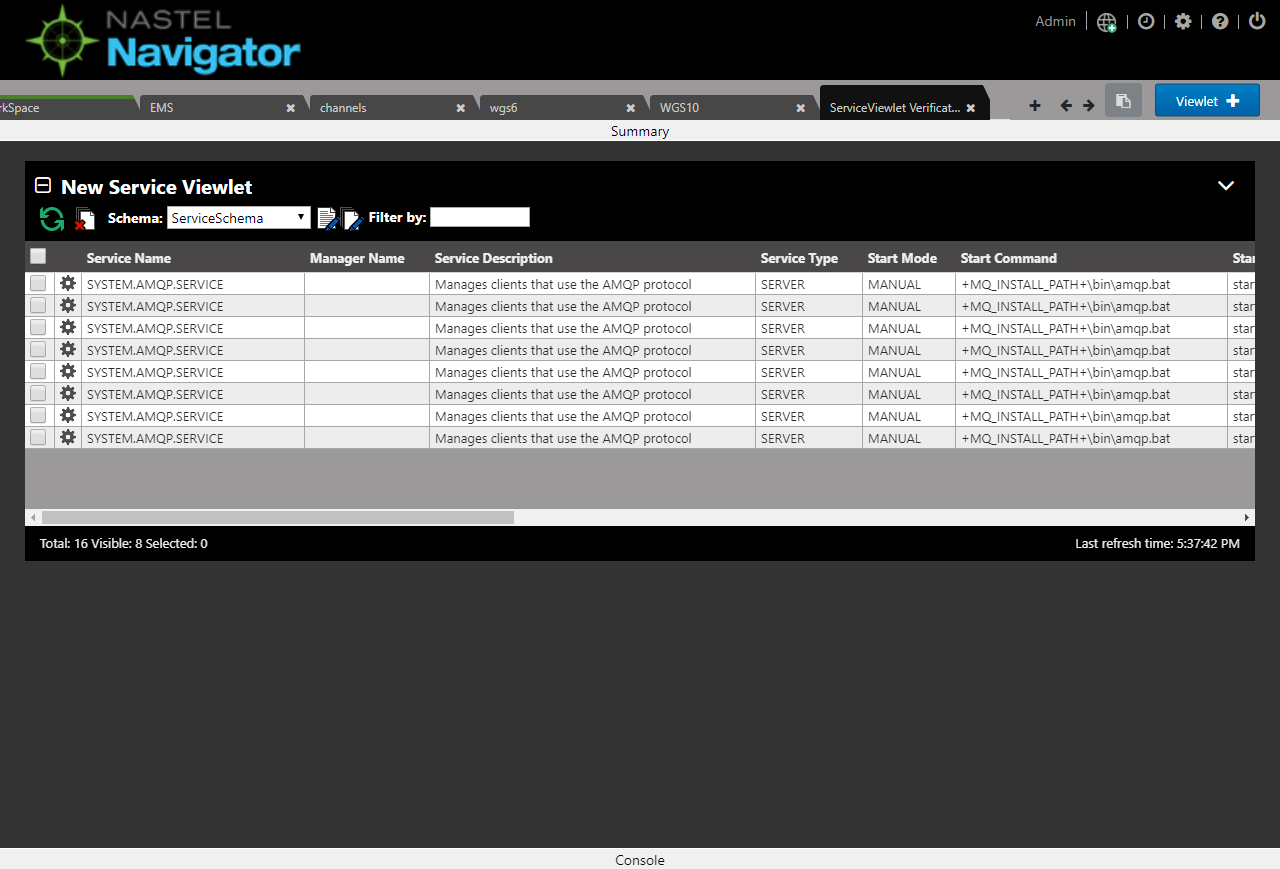 NASTEL
Navigator
Admin
rkSpace EMS channels wgs6 WGS10 ServiceViewlet Verificat... Viewlet
Summary
New Service Viewlet
Schema: ServiceSchema Filter by:
Service Name Manager Name Service Description Service Type Start Mode Start Command Star
SYSTEM.AMQP.SERVICE Manages clients that use the AMQP protocol SERVER MANUAL +MQ_INSTALL_PATH+\bin\amqp.bat star
SYSTEM.AMQP.SERVICE Manages clients that use the AMQP protocol SERVER MANUAL +MQ_INSTALL_PATH+\bin\amqp.bat star
SYSTEM.AMQP.SERVICE Manages clients that use the AMQP protocol SERVER MANUAL +MQ_INSTALL_PATH+\bin\amqp.bat star
SYSTEM.AMQP.SERVICE Manages clients that use the AMQP protocol SERVER MANUAL +MQ_INSTALL_PATH+\bin\amqp.bat star
SYSTEM.AMQP.SERVICE Manages clients that use the AMQP protocol SERVER MANUAL +MQ_INSTALL_PATH+\bin\amqp.bat star
SYSTEM.AMQP.SERVICE Manages clients that use the AMQP protocol SERVER MANUAL +MQ_INSTALL_PATH+\bin\amqp.bat star
SYSTEM.AMQP.SERVICE Manages clients that use the AMQP protocol SERVER MANUAL +MQ_INSTALL_PATH+\bin\amqp.bat star
SYSTEM.AMQP.SERVICE Manages clients that use the AMQP protocol SERVER MANUAL +MQ_INSTALL_PATH+\bin\amqp.bat star
Total: 16 Visible: 8 Selected: 0 Last refresh time: 5:37:42 PM
Console